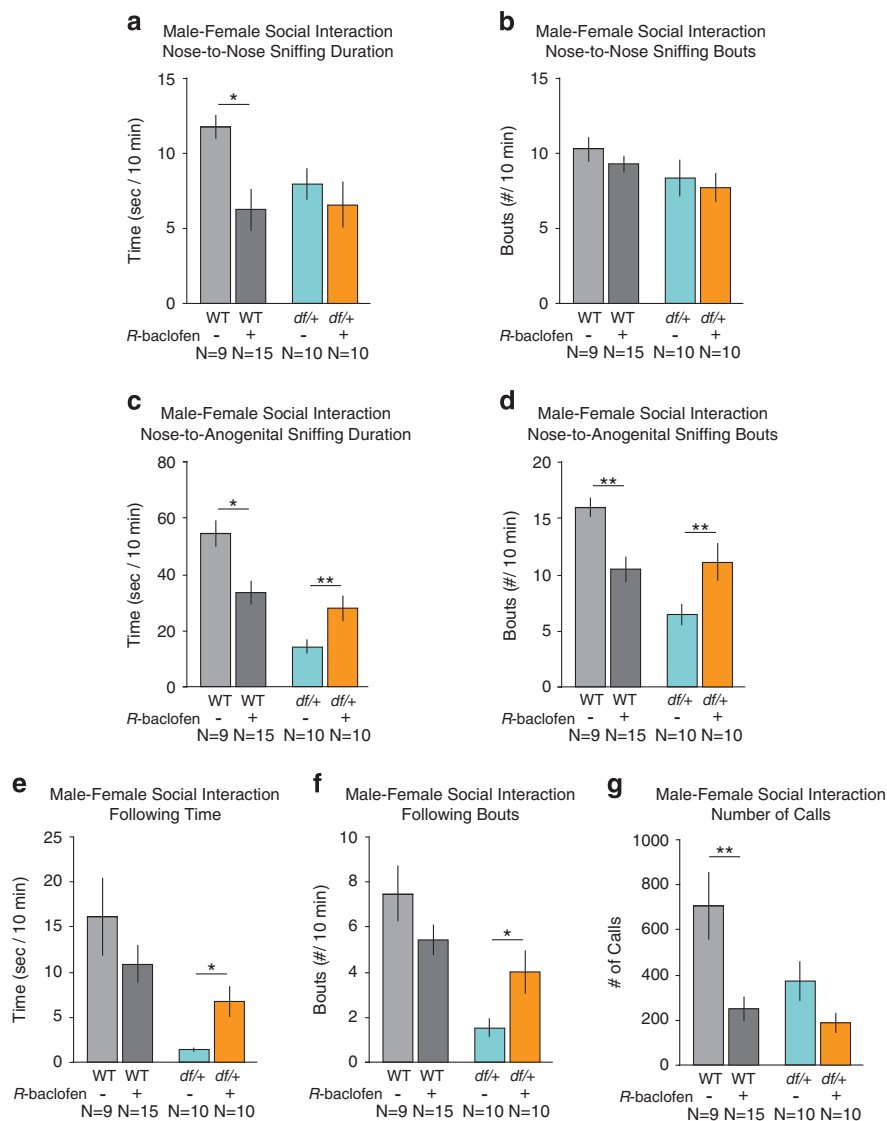 a
Male-Female Social Interaction
Nose-to-Nose Sniffing Duration
15
10
5
0
Time (sec / 10 min)
*
WT WT df/+ df/+
R-baclofen - + - +
N=9 N=15 N=10 N=10
b
Male-Female Social Interaction
Nose-to-Nose Sniffing Bouts
15
10
5
0
Bouts (#/ 10 min)
WT WT df/+ df/+
R-baclofen - + - +
N=9 N=15 N=10 N=10
c
Male-Female Social Interaction
Nose-to-Anogenital Sniffing Duration
80
60
40
20
0
Time (sec / 10 min)
*
**
WT WT df/+ df/+
R-baclofen - + - +
N=9 N=15 N=10 N=10
d
Male-Female Social Interaction
Nose-to-Anogenital Sniffing Bouts
20
15
10
5
0
Bouts (#/ 10 min)
**
**
WT WT df/+ df/+
R-baclofen - + - +
N=9 N=15 N=10 N=10
e
Male-Female Social Interaction
Following Time
25
20
15
10
5
0
Time (sec / 10 min)
*
WT WT df/+ df/+
R-baclofen - + - +
N=9 N=15 N=10 N=10
f
Male-Female Social Interaction
Following Bouts
10
8
6
4
2
0
Bouts (#/ 10 min)
*
WT WT df/+ df/+
R-baclofen - + - +
N=9 N=15 N=10 N=10
g
Male-Female Social Interaction
Number of Calls
1000
800
600
400
200
0
# of Calls
**
WT WT df/+ df/+
R-baclofen - + - +
N=9 N=15 N=10 N=10